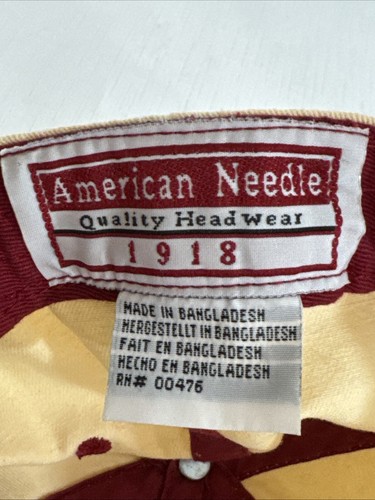 American Needle
Quality HeadWear
1918
MADE IN BANGLADESH
HERGESTELLT IN BANGLADESH
FAIT EN BANGLADESH
HECHO EN BANGLADESH
RN# 00476